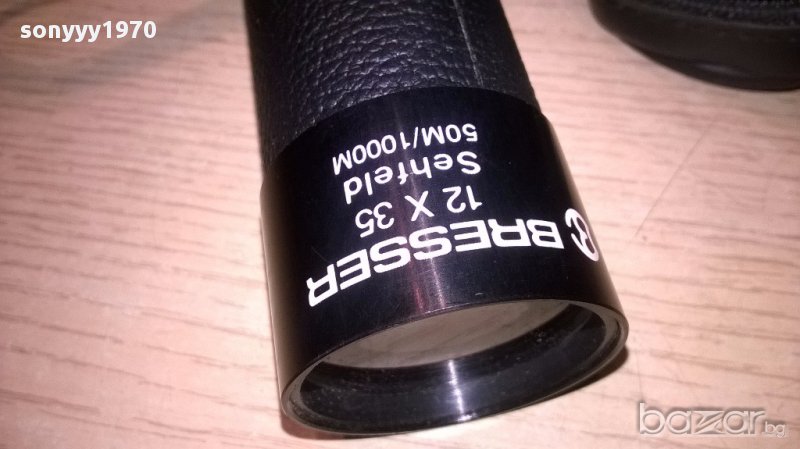 sonyyy1970
BRESSER
12 X 35
Sehfeld
50M/1000M
bazar.bg